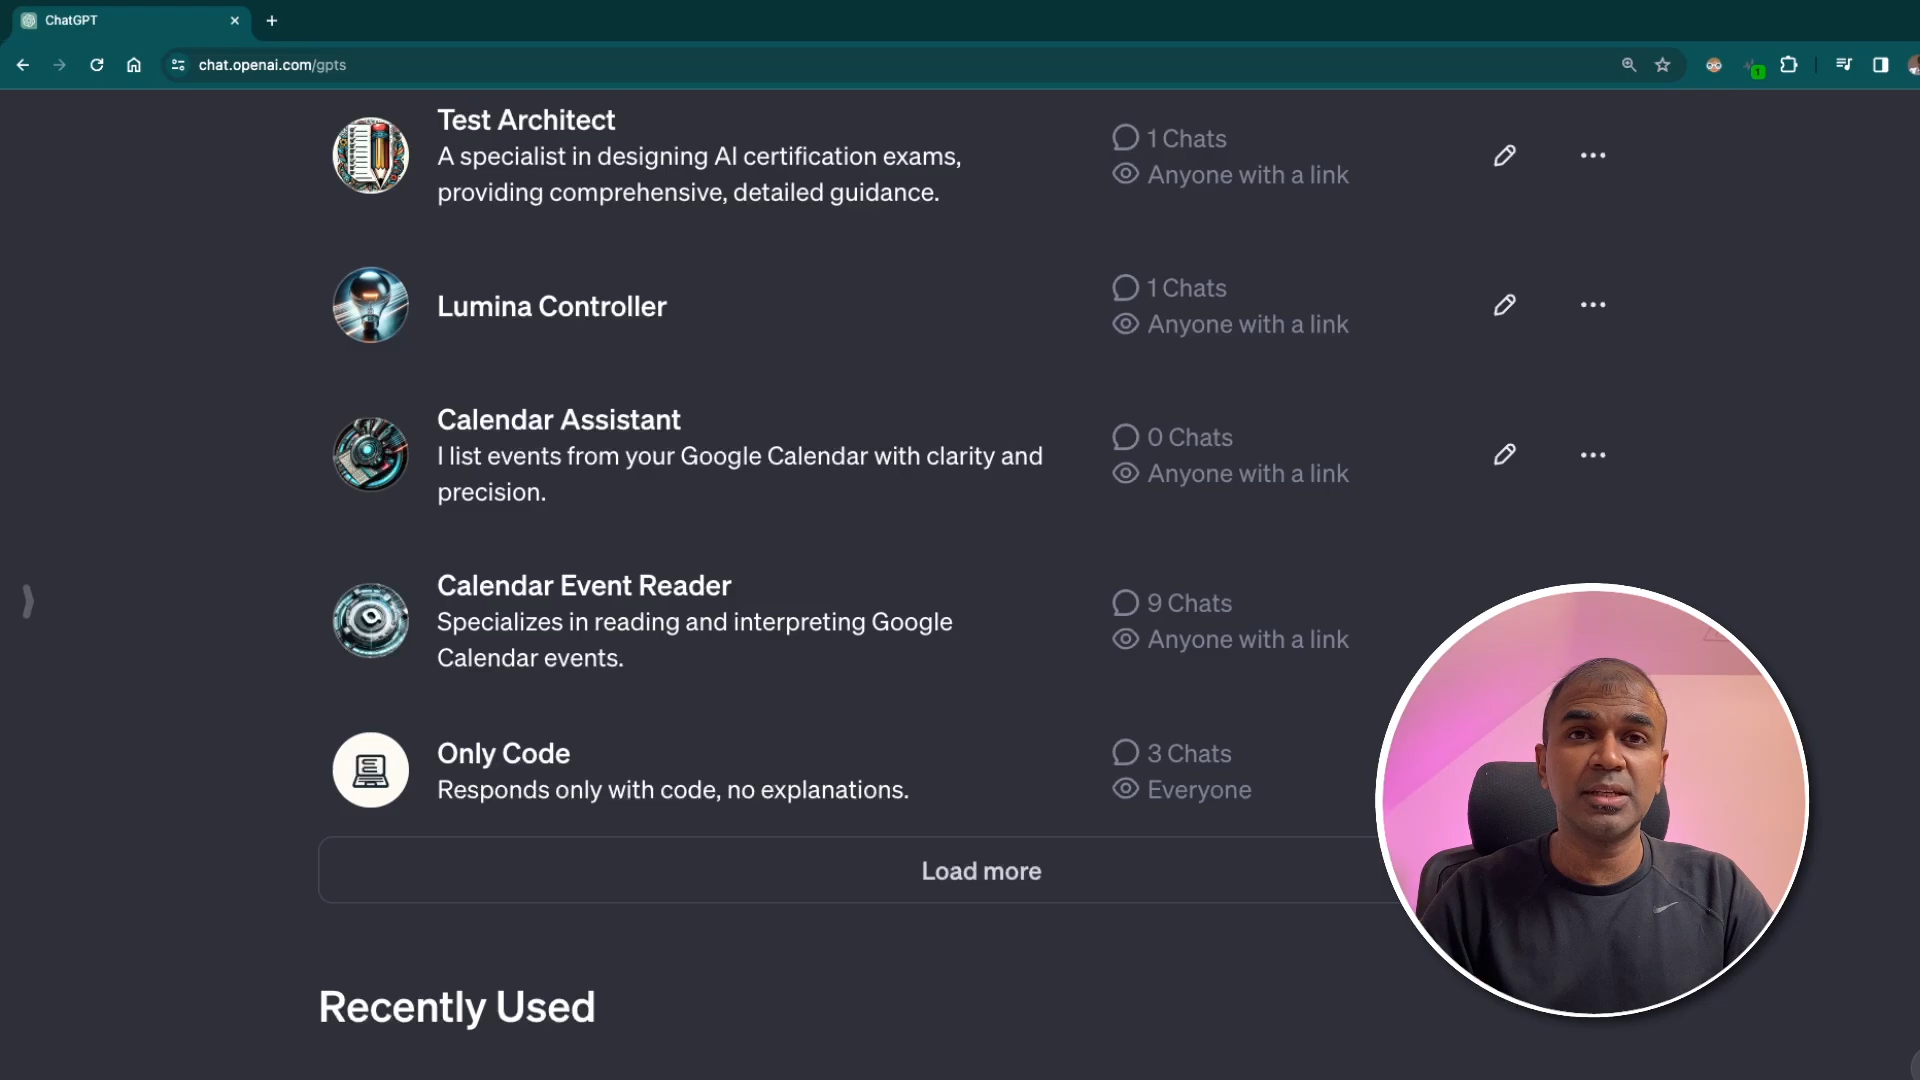 ChatGPT
chat.openai.com/gpts
1
Test Architect
A specialist in designing AI certification exams,
providing comprehensive, detailed guidance.
1 Chats
Anyone with a link
Lumina Controller
1 Chats
Anyone with a link
Calendar Assistant
I list events from your Google Calendar with clarity and
precision.
0 Chats
Anyone with a link
Calendar Event Reader
Specializes in reading and interpreting Google
Calendar events.
9 Chats
Anyone with a link
Only Code
Responds only with code, no explanations.
3 Chats
Everyone
Load more
Recently Used